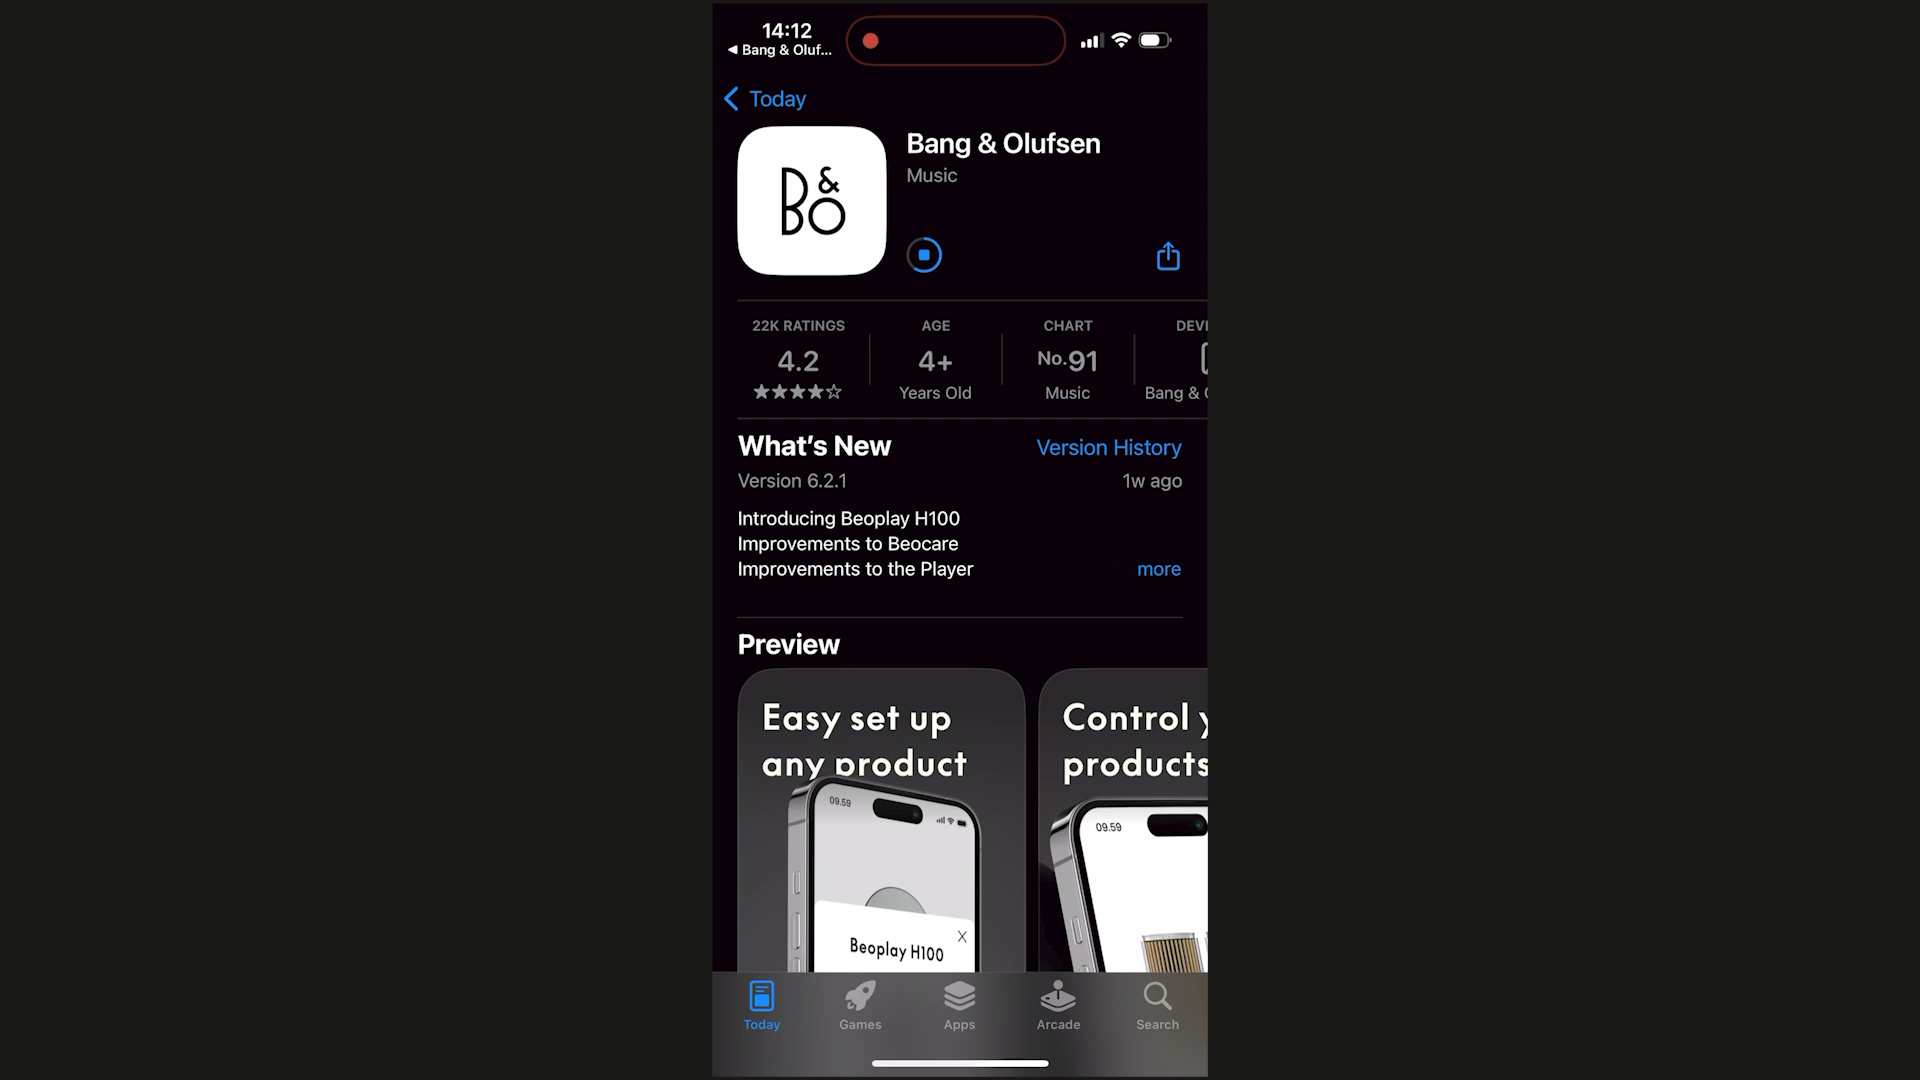 14:12
◀ Bang & Oluf...
Today
B&O
Bang & Olufsen
Music
22K RATINGS
4.2
★★★★☆
AGE
4+
Years Old
CHART
No.91
Music
DEV
Bang &
What's New
Version History
Version 6.2.1
1w ago
Introducing Beoplay H100
Improvements to Beocare
Improvements to the Player
more
Preview
Easy set up
any product
09.59
Beoplay H100
X
Control
products
09.59
Today
Games
Apps
Arcade
Search